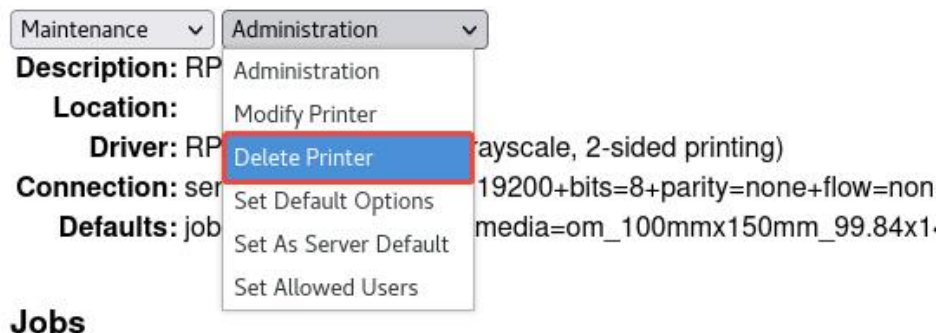 Maintenance Administration
Description: RP Administration
Location: Modify Printer
Driver: RP Delete Printer rayscale, 2-sided printing)
Connection: ser Set Default Options 19200+bits=8+parity=none+flow=non
Defaults: job Set As Server Default media=om_100mmx150mm_99.84x1
Set Allowed Users
Jobs